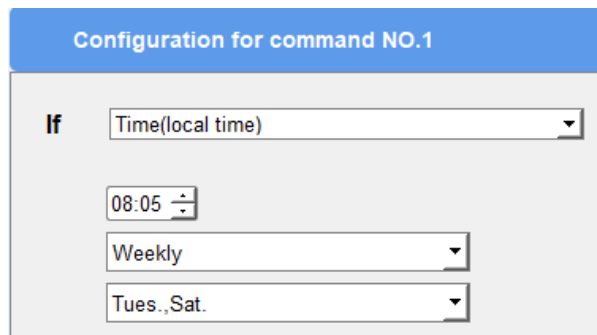 Configuration for command NO.1
If Time(local time)
08:05
Weekly
Tues.,Sat.